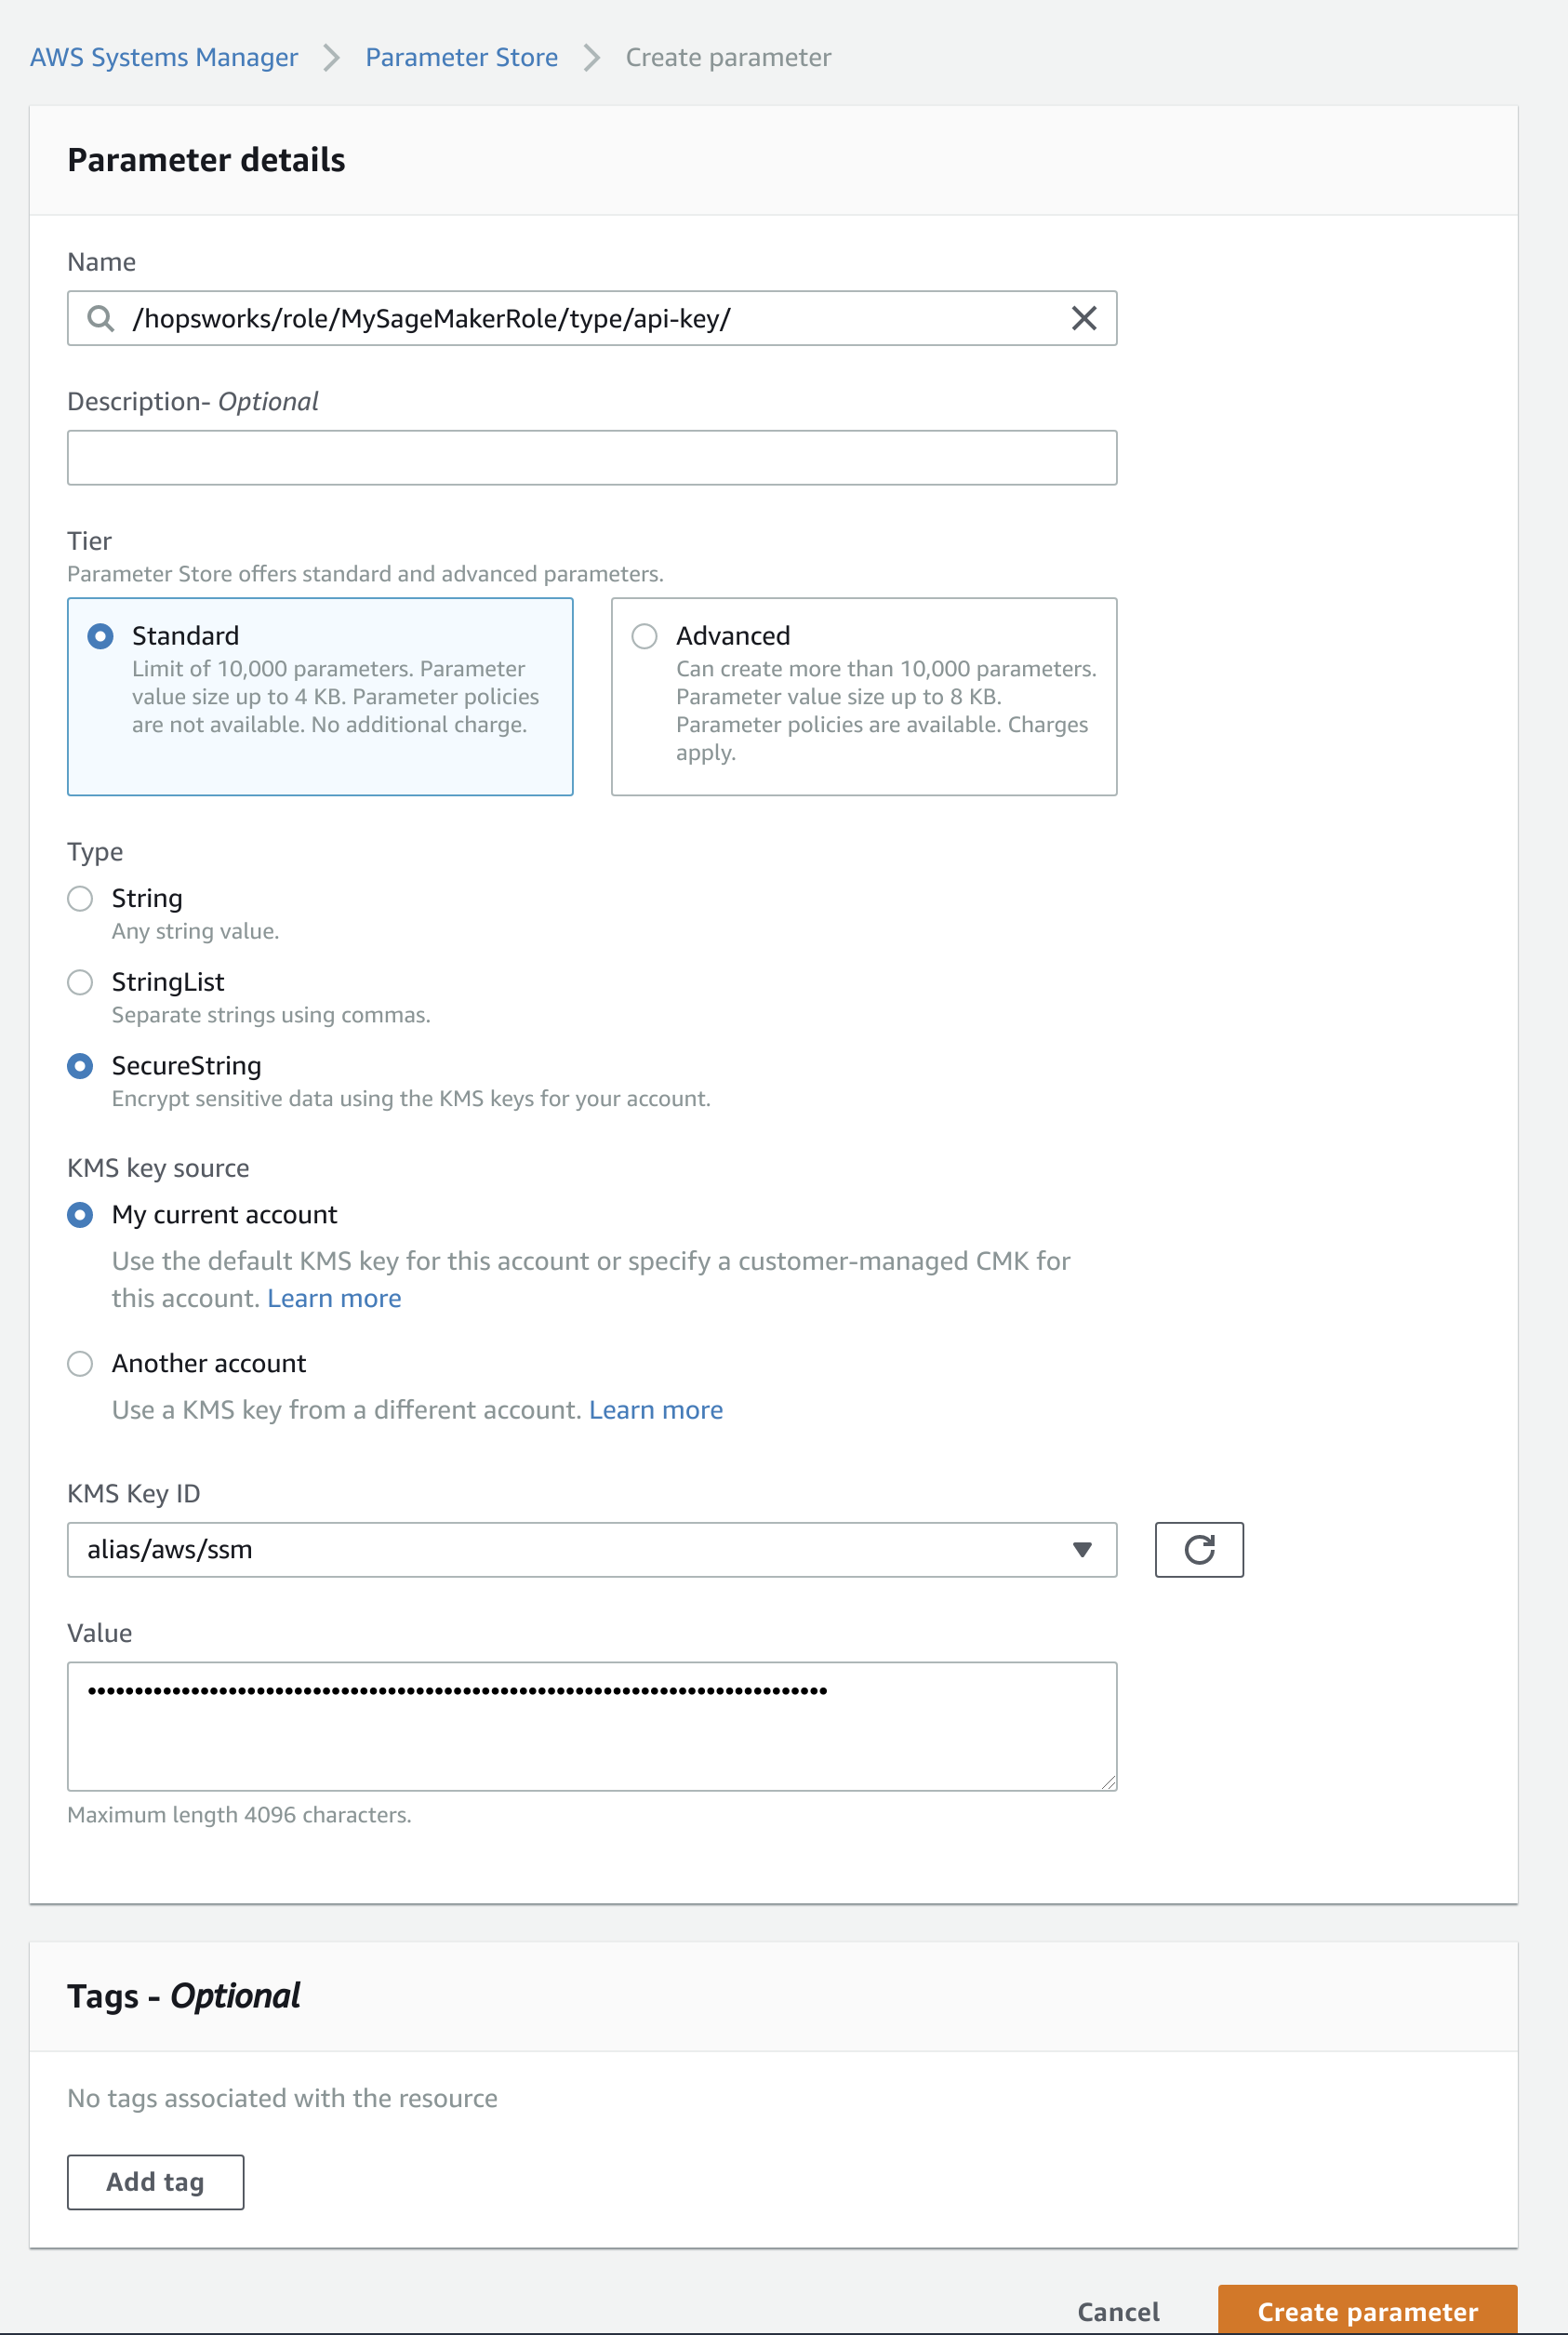 AWS Systems Manager > Parameter Store > Create parameter
Parameter details
Name
/hopsworks/role/MySageMakerRole/type/api-key/
Description- Optional
Tier
Parameter Store offers standard and advanced parameters.
Standard
Limit of 10,000 parameters. Parameter
value size up to 4 KB. Parameter policies
are not available. No additional charge.
Advanced
Can create more than 10,000 parameters.
Parameter value size up to 8 KB.
Parameter policies are available. Charges
apply.
Type
String
Any string value.
StringList
Separate strings using commas.
SecureString
Encrypt sensitive data using the KMS keys for your account.
KMS key source
My current account
Use the default KMS key for this account or specify a customer-managed CMK for
this account. Learn more
Another account
Use a KMS key from a different account. Learn more
KMS Key ID
alias/aws/ssm
Value
Maximum length 4096 characters.
Tags - Optional
No tags associated with the resource
Add tag
Cancel
Create parameter